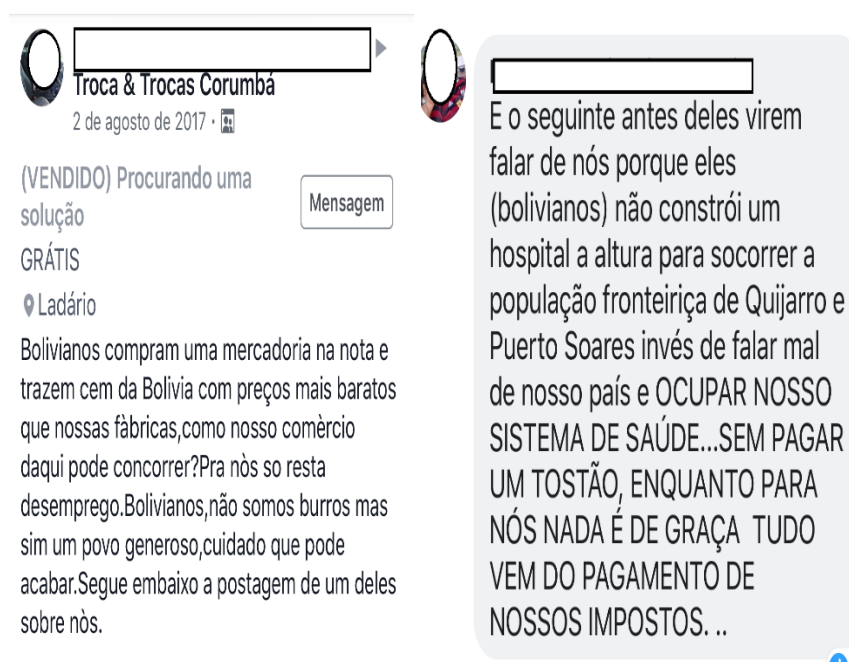 Troca & Trocas Corumbá
2 de agosto de 2017 ·
(VENDIDO) Procurando uma
solução
Mensagem
GRÁTIS
Ladário
Bolivianos compram uma mercadoria na nota e
trazem cem da Bolivia com preços mais baratos
que nossas fàbricas,como nosso comèrcio
daqui pode concorrer?Pra nòs so resta
desemprego.Bolivianos,não somos burros mas
sim um povo generoso,cuidado que pode
acabar.Segue embaixo a postagem de um deles
sobre nòs.
E o seguinte antes deles virem
falar de nós porque eles
(bolivianos) não constrói um
hospital a altura para socorrer a
população fronteiriça de Quijarro e
Puerto Soares invés de falar mal
de nosso país e OCUPAR NOSSO
SISTEMA DE SAÚDE...SEM PAGAR
UM TOSTÃO, ENQUANTO PARA
NÓS NADA É DE GRAÇA TUDO
VEM DO PAGAMENTO DE
NOSSOS IMPOSTOS. ..